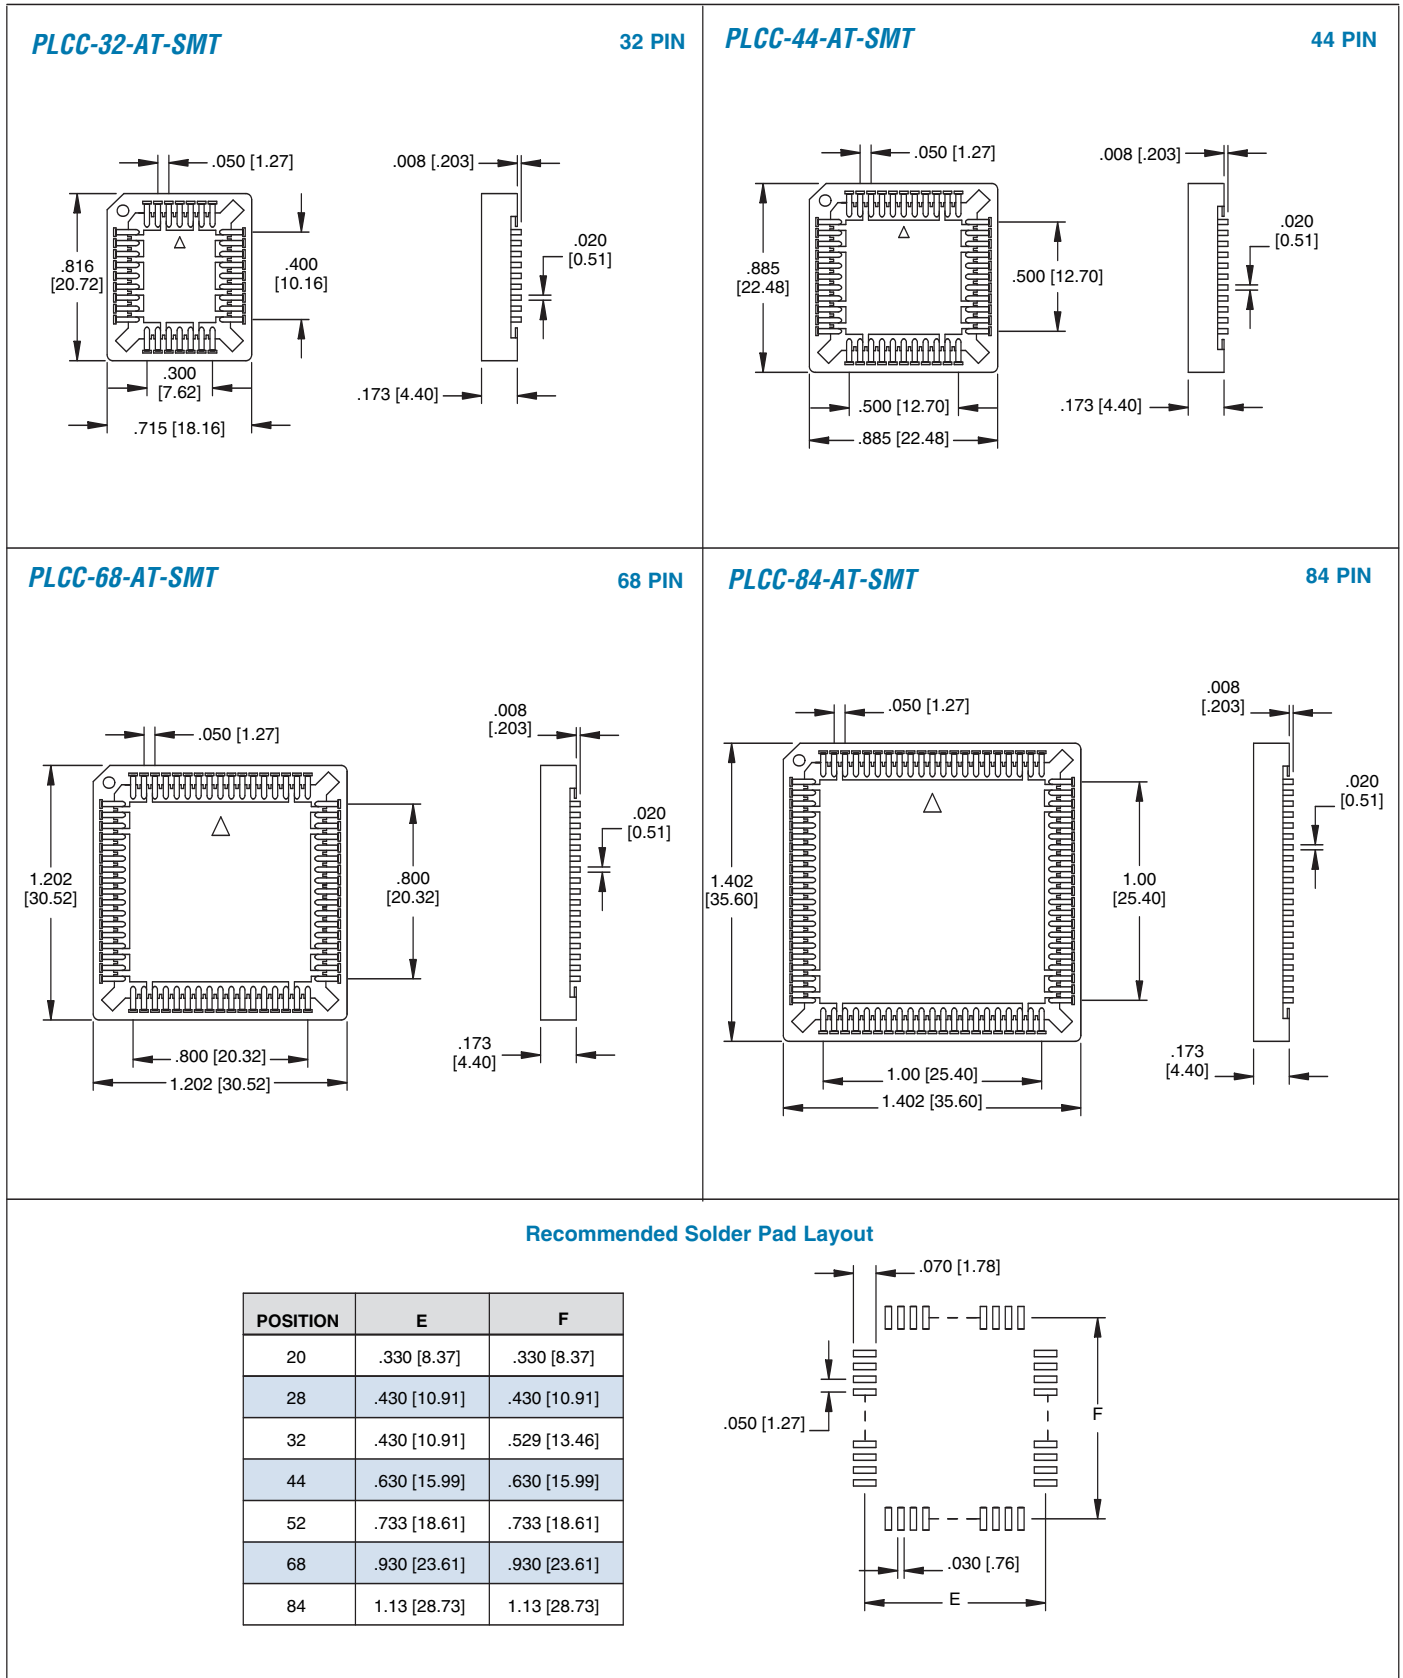 PLCC-32-AT-SMT
32 PIN
.050 [1.27]
.008 [.203]
.816
[20.72]
.400
[10.16]
.020
[0.51]
.300
[7.62]
.715 [18.16]
.173 [4.40]
PLCC-44-AT-SMT
44 PIN
.050 [1.27]
.008 [.203]
.885
[22.48]
.500 [12.70]
.020
[0.51]
.500 [12.70]
.885 [22.48]
.173 [4.40]
PLCC-68-AT-SMT
68 PIN
.050 [1.27]
.008
[.203]
1.202
[30.52]
.800
[20.32]
.020
[0.51]
.800 [20.32]
1.202 [30.52]
.173
[4.40]
PLCC-84-AT-SMT
84 PIN
.050 [1.27]
.008
[.203]
1.402
[35.60]
1.00
[25.40]
.020
[0.51]
1.00 [25.40]
1.402 [35.60]
.173
[4.40]
Recommended Solder Pad Layout
POSITION E F
20 .330 [8.37] .330 [8.37]
28 .430 [10.91] .430 [10.91]
32 .430 [10.91] .529 [13.46]
44 .630 [15.99] .630 [15.99]
52 .733 [18.61] .733 [18.61]
68 .930 [23.61] .930 [23.61]
84 1.13 [28.73] 1.13 [28.73]
.070 [1.78]
.050 [1.27]
F
.030 [.76]
E